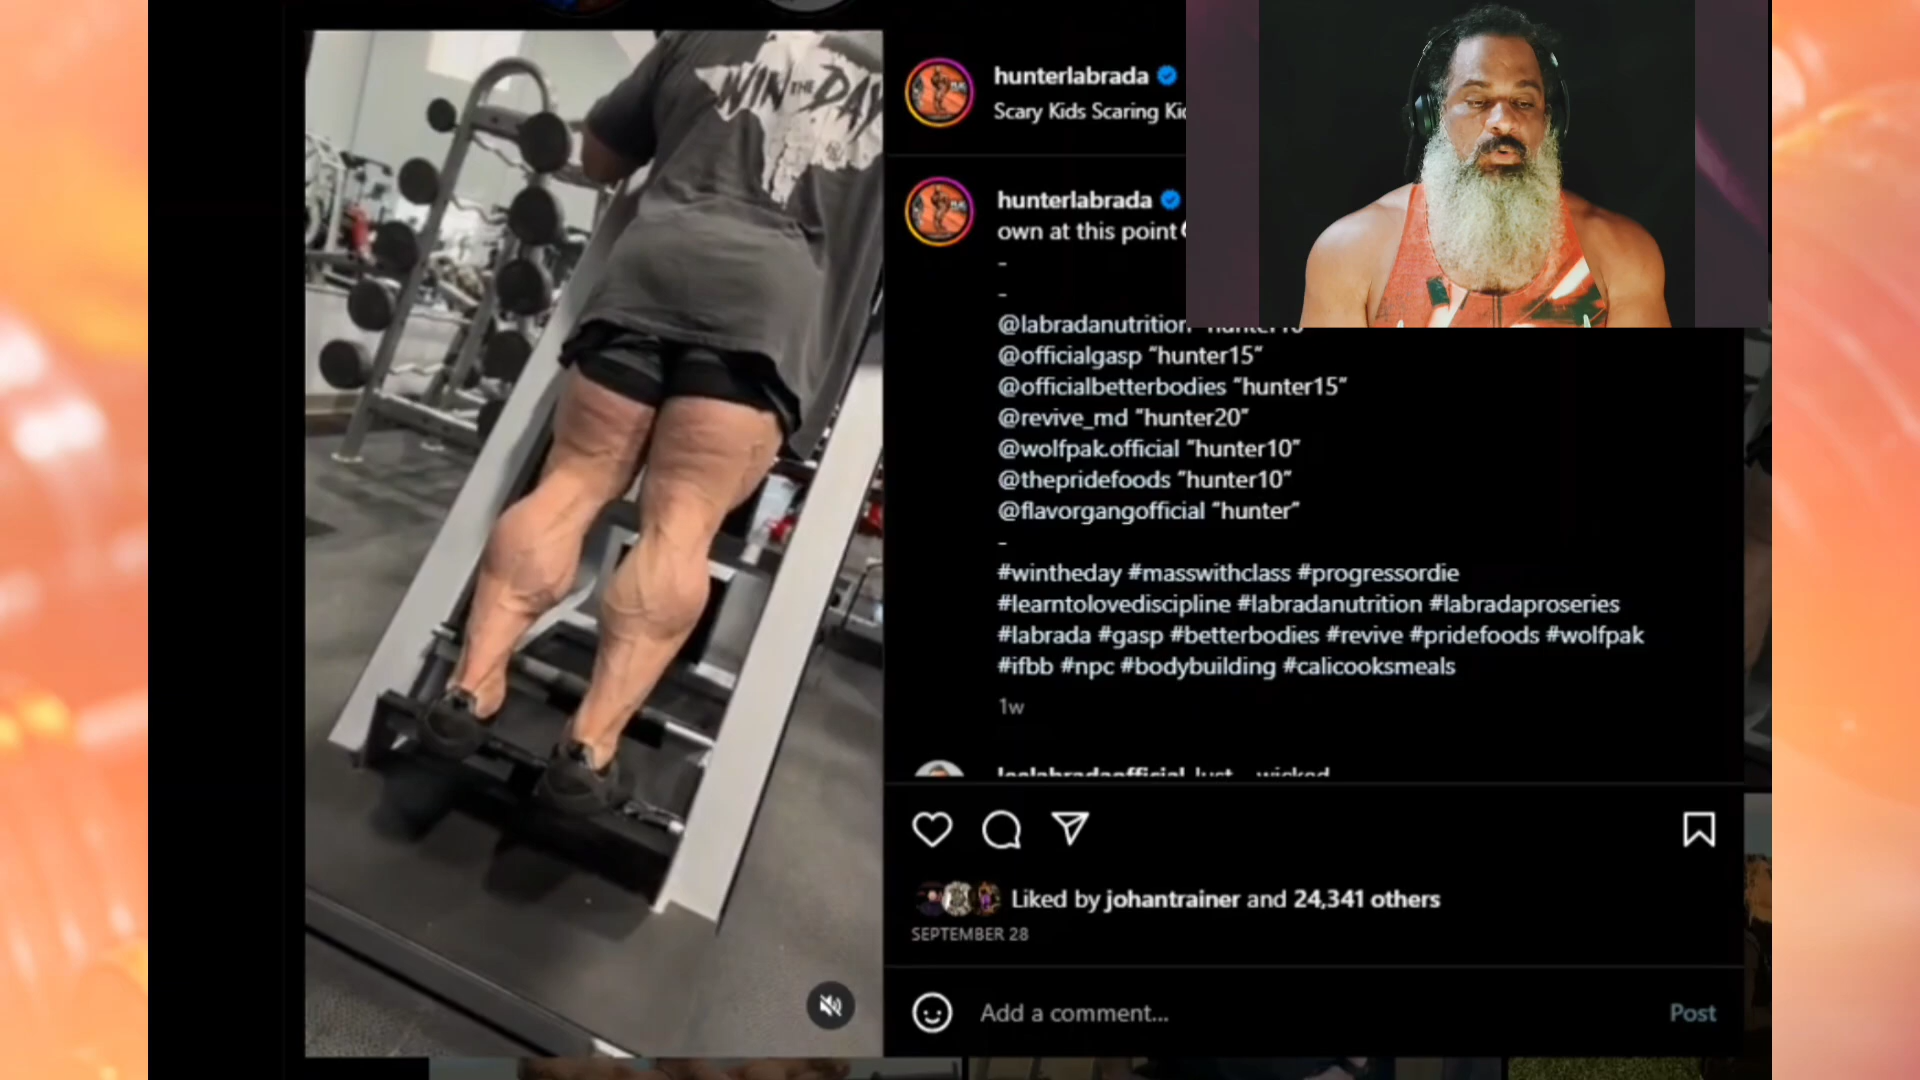 WIN THE DAY
hunterlabrada
Scary Kids Scaring
hunterlabrada
own at this point
-
-
@labradanutrition
@officialgasp “hunter15”
@officialbetterbodies “hunter15”
@revive_md “hunter20”
@wolfpak.official “hunter10”
@thepridefoods “hunter10”
@flavorgangofficial “hunter”
-
#wintheday #masswithclass #progressordie
#learntolovediscipline #labradanutrition #labradaproseries
#labrada #gasp #betterbodies #revive #pridefoods #wolfpak
#ifbb #npc #bodybuilding #calicooksmeals
1w
Liked by johantrainer and 24,341 others
SEPTEMBER 28
Add a comment...
Post